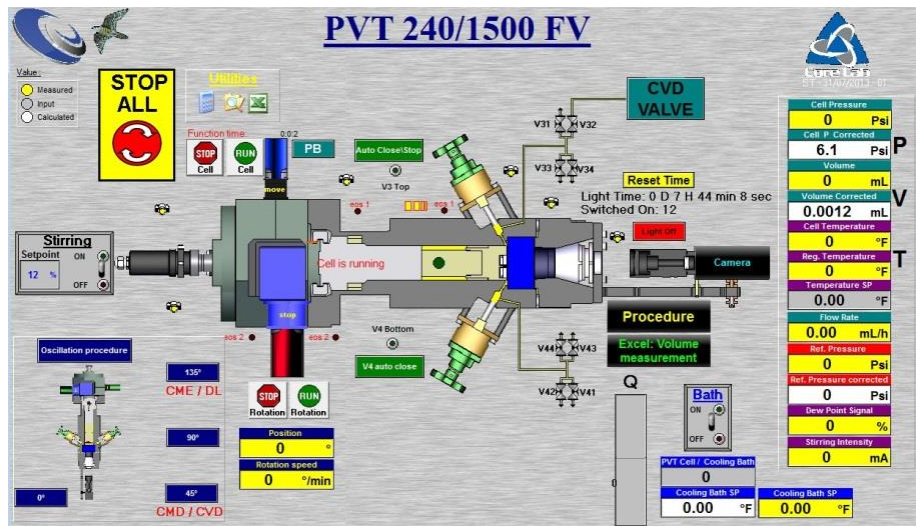 PVT 240/1500 FV
Value:
Measured
Input
Calculated
STOP
ALL
Utilities
Function time:
0:0:2
STOP
Cell
RUN
Cell
move
PB
Auto Close\Stop
V3 Top
CVD
VALVE
V31
V32
V33
V34
Core Lab
ST - 31/07/2013 - 01
Reset Time
Light Time: 0 D 7 H 44 min 8 sec
Switched On: 12
Light Off
Camera
eos 1
eos 1
Cell is running
Stirring
Setpoint
12 %
ON
OFF
stop
eos 2
eos 2
V4 Bottom
V4 auto close
Procedure
Excel: Volume
measurement
V44
V43
V42
V41
Oscillation procedure
135°
CME / DL
90°
0°
45°
CMD / CVD
STOP
Rotation
RUN
Rotation
Position
0 °
Rotation speed
0 °/min
Q
0
Bath
ON
OFF
PVT Cell / Cooling Bath
0
Cooling Bath SP
0.00 °F
Cooling Bath SP
0.00 °F
Cell Pressure
0 Psi
Cell P Corrected
6.1 Psi
P
Volume
0 mL
Volume Corrected
0.0012 mL
V
Cell Temperature
0 °F
Reg. Temperature
0 °F
T
Temperature SP
0.00 °F
Flow Rate
0.00 mL/h
Ref. Pressure
0 Psi
Ref. Pressure corrected
0 Psi
Dew Point Signal
0 %
Stirring Intensity
0 mA